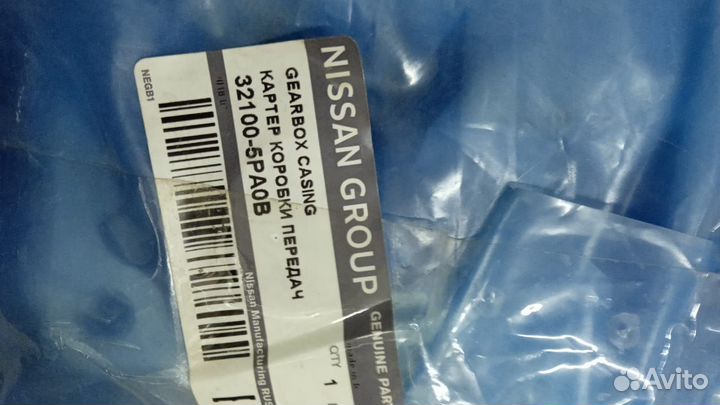 NISSAN GROUP
GENUINE PAR
GEARBOX CASING
КАРТЕР КОРОБКИ ПЕРЕДАЧ
32100-5PA0B
QTY
1
NEGB1
Nissan Manufacturing RUS
Avito